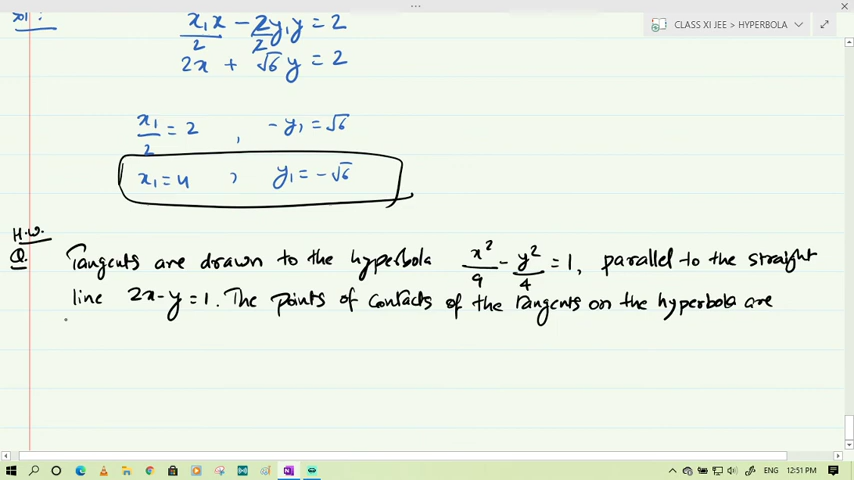 ...
CLASS XI JEE > HYPERBOLA
Sol:
x₁x/2 - 2y₁y/2 = 2
2x + √6y = 2
x₁/2 = 2 , -y₁ = √6
x₁ = 4 , y₁ = -√6
H.W.
Q. Tangents are drawn to the hyperbola x²/9 - y²/4 = 1, parallel to the straight
line 2x-y=1. The points of contacts of the tangents on the hyperbola are
ENG 12:51 PM